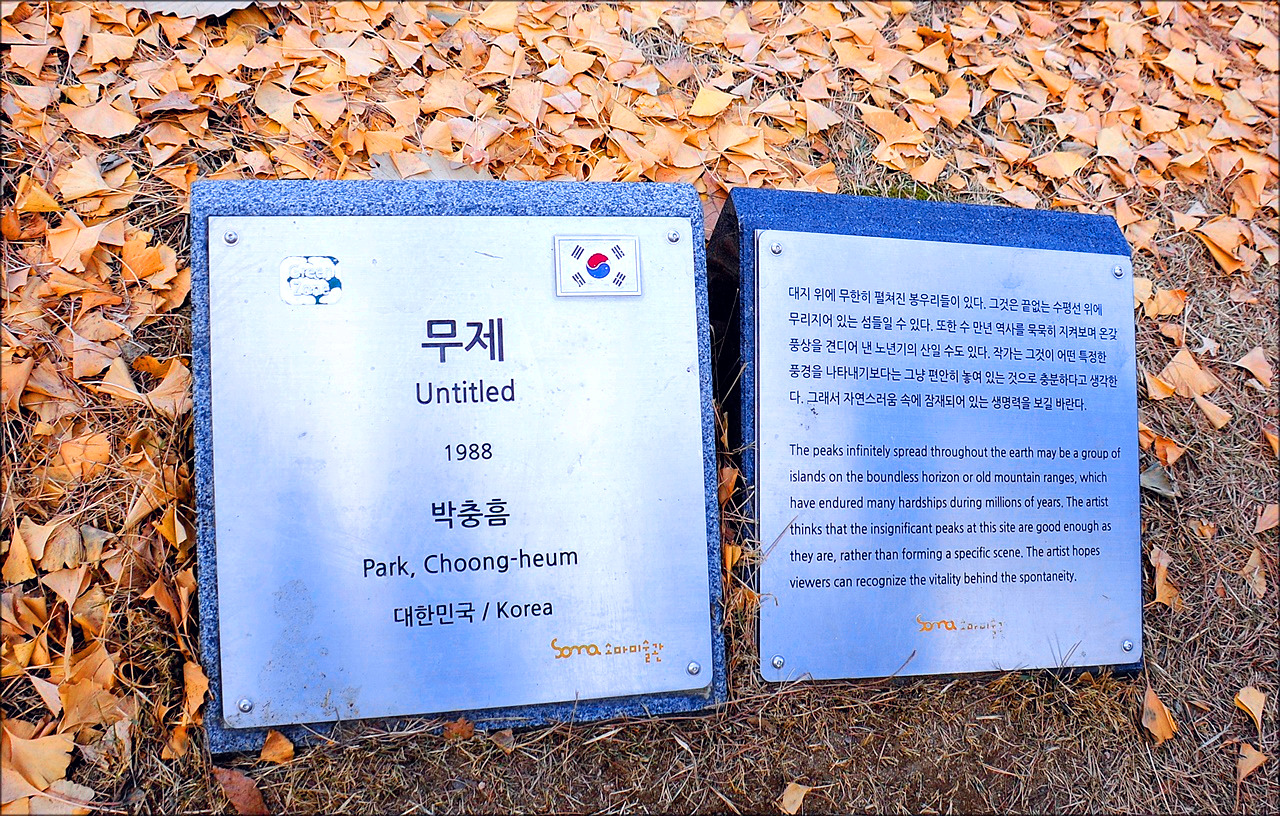 Green
Zone
무제
Untitled
1988
박충흠
Park, Choong-heum
대한민국 / Korea
Soma 소마미술관
대지 위에 무한히 펼쳐진 봉우리들이 있다. 그것은 끝없는 수평선 위에
무리지어 있는 섬들일 수 있다. 또한 수 만년 역사를 묵묵히 지켜보며 온갖
풍상을 견디어 낸 노년기의 산일 수도 있다. 작가는 그것이 어떤 특정한
풍경을 나타내기보다는 그냥 편안히 놓여 있는 것으로 충분하다고 생각한
다. 그래서 자연스러움 속에 잠재되어 있는 생명력을 보길 바란다.
The peaks infinitely spread throughout the earth may be a group of
islands on the boundless horizon or old mountain ranges, which
have endured many hardships during millions of years. The artist
thinks that the insignificant peaks at this site are good enough as
they are, rather than forming a specific scene. The artist hopes
viewers can recognize the vitality behind the spontaneity.
Soma 소마미술관